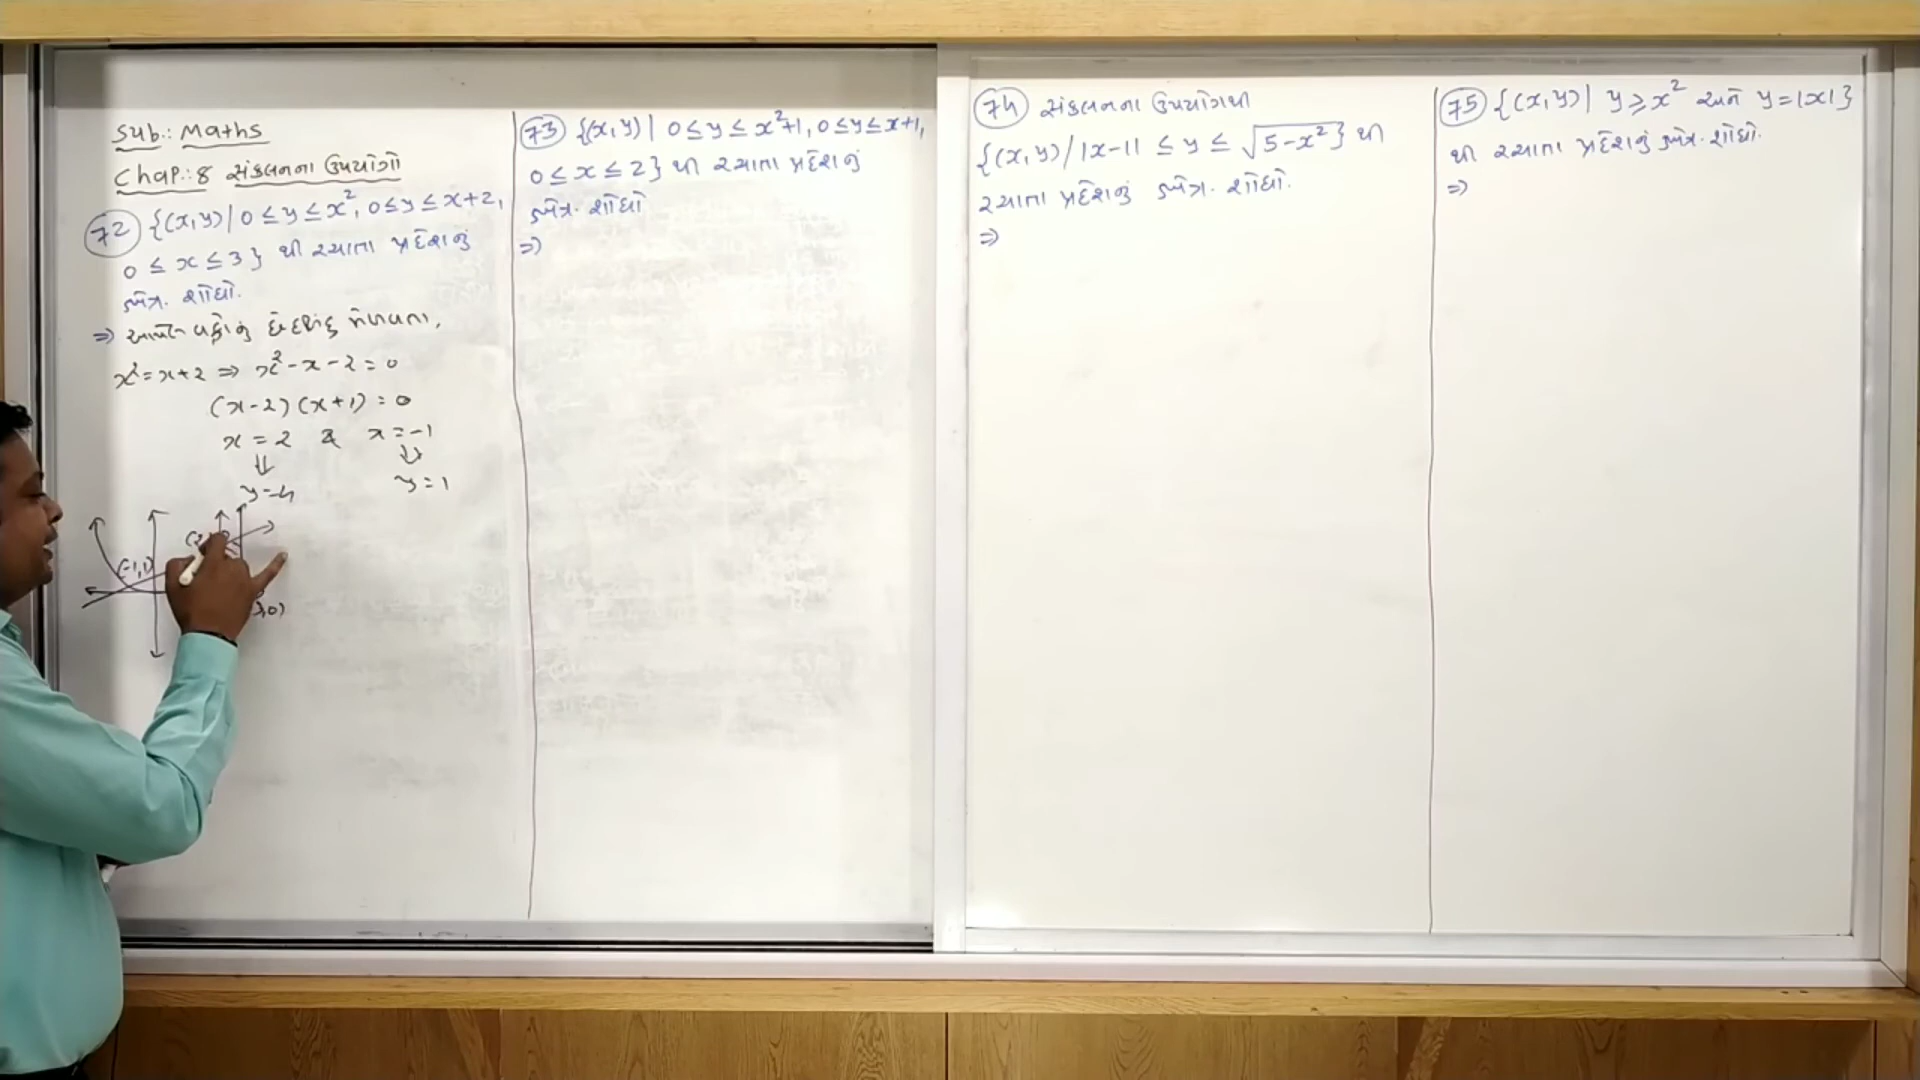 Sub.: Maths
Chap.: 8 સંકલનના ઉપયોગો
72 {(x,y) | 0 ≤ y ≤ x², 0 ≤ y ≤ x+2,
0 ≤ x ≤ 3} થી રચાતા પ્રદેશનું
ક્ષેત્ર. શોધો.
⇒ આપેલ વક્રોનું છેદબિંદુ મેળવતા,
x² = x+2 ⇒ x² - x - 2 = 0
(x-2) (x+1) = 0
x = 2 & x = -1
⇓ ⇓
y = 4 y = 1
(-1,1)
73 {(x,y) | 0 ≤ y ≤ x²+1, 0 ≤ y ≤ x+1,
0 ≤ x ≤ 2} થી રચાતા પ્રદેશનું
ક્ષેત્ર. શોધો
⇒
74 સંકલનના ઉપયોગથી
{(x,y) / |x-1| ≤ y ≤ √(5-x²)} થી
રચાતા પ્રદેશનું ક્ષેત્ર. શોધો.
⇒
75 {(x,y) | y ≥ x² અને y = |x|}
થી રચાતા પ્રદેશનું ક્ષેત્ર. શોધો.
⇒